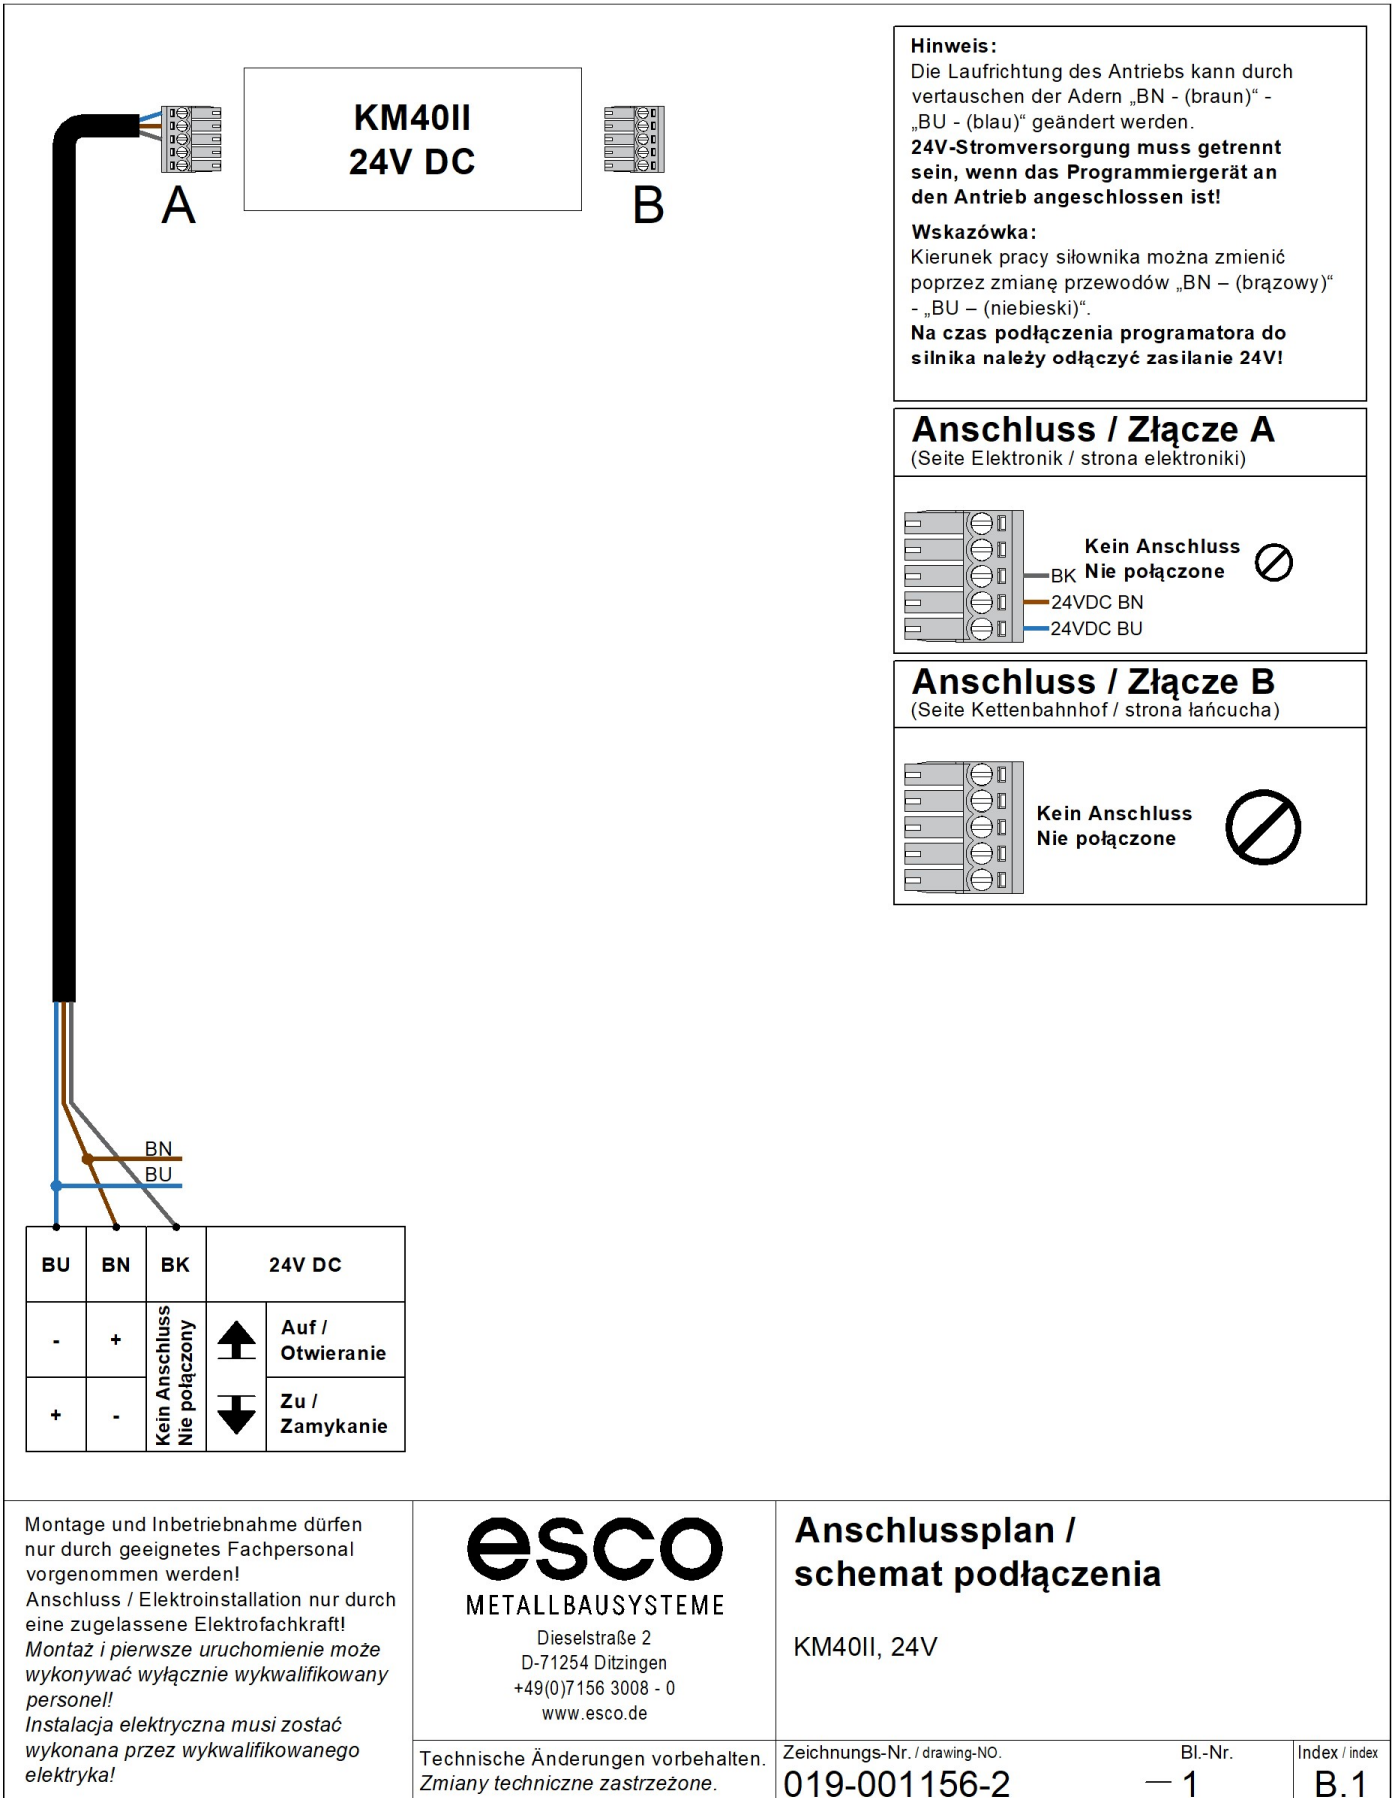 KM40II
24V DC
A
B
Hinweis:
Die Laufrichtung des Antriebs kann durch
vertauschen der Adern „BN - (braun)“ -
„BU - (blau)“ geändert werden.
24V-Stromversorgung muss getrennt
sein, wenn das Programmiergerät an
den Antrieb angeschlossen ist!
Wskazówka:
Kierunek pracy siłownika można zmienić
poprzez zmianę przewodów „BN – (brązowy)“
- „BU – (niebieski)“.
Na czas podłączenia programatora do
silnika należy odłączyć zasilanie 24V!
Anschluss / Złącze A
(Seite Elektronik / strona elektroniki)
Kein Anschluss
BK Nie połączone
24VDC BN
24VDC BU
Anschluss / Złącze B
(Seite Kettenbahnhof / strona łańcucha)
Kein Anschluss
Nie połączone
BN
BU
BU BN BK 24V DC
- + Auf /
Otwieranie
Kein Anschluss
Nie połączony
+ - Zu /
Zamykanie
Montage und Inbetriebnahme dürfen
nur durch geeignetes Fachpersonal
vorgenommen werden!
Anschluss / Elektroinstallation nur durch
eine zugelassene Elektrofachkraft!
Montaż i pierwsze uruchomienie może
wykonywać wyłącznie wykwalifikowany
personel!
Instalacja elektryczna musi zostać
wykonana przez wykwalifikowanego
elektryka!
esco
METALLBAUSYSTEME
Dieselstraße 2
D-71254 Ditzingen
+49(0)7156 3008 - 0
www.esco.de
Technische Änderungen vorbehalten.
Zmiany techniczne zastrzeżone.
Anschlussplan /
schemat podłączenia
KM40II, 24V
Zeichnungs-Nr. / drawing-NO. Bl.-Nr. Index / index
019-001156-2 — 1 B.1